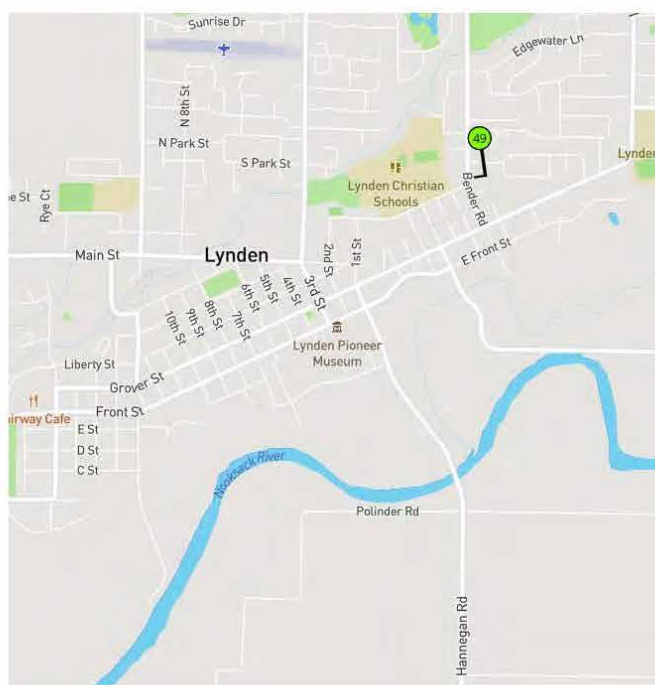 Sunrise Dr
Edgewater Ln
N 8th St
49
N Park St
S Park St
Lynden Christian
Schools
Bender Rd
Lynden
Rye Ct
Main St
Lynden
2nd St
1st St
E Front St
3rd St
4th St
5th St
6th St
7th St
8th St
9th St
10th St
Lynden Pioneer
Museum
Liberty St
Grover St
Front St
E St
D St
C St
Nooksack River
Polinder Rd
Hannegan Rd
Cafe